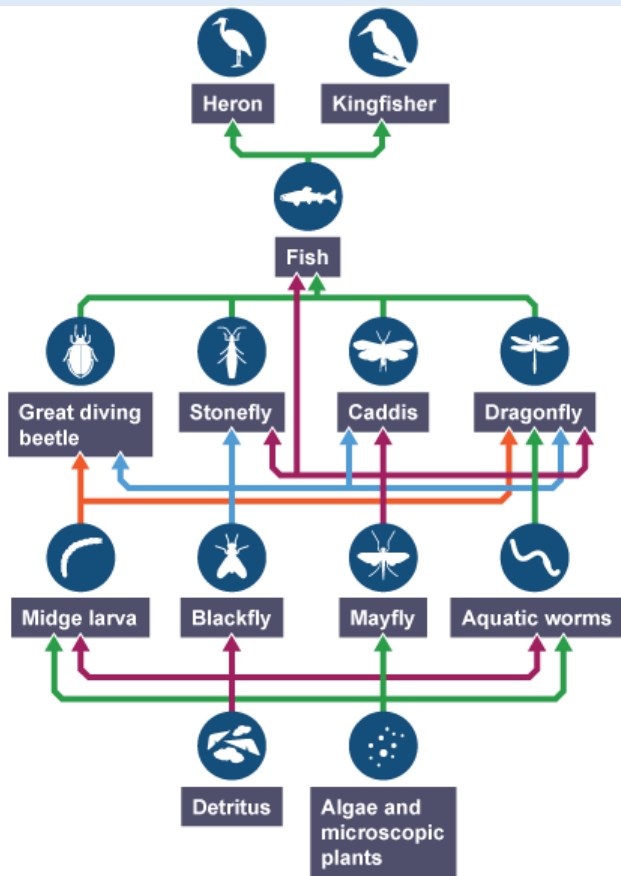 Heron
Kingfisher
Fish
Great diving
beetle
Stonefly
Caddis
Dragonfly
Midge larva
Blackfly
Mayfly
Aquatic worms
Detritus
Algae and
microscopic
plants